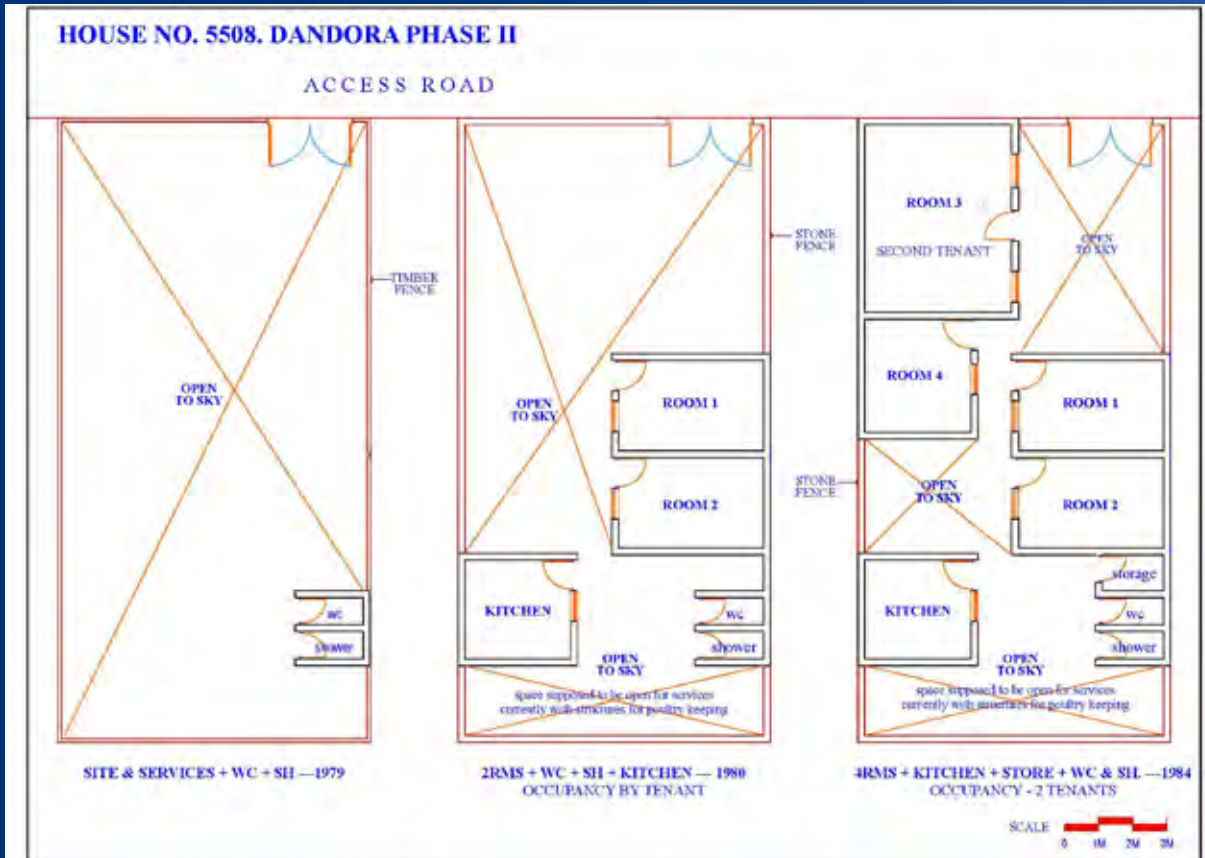 HOUSE NO. 5508. DANDORA PHASE II
ACCESS ROAD
TIMBER
FENCE
OPEN
TO SKY
wc
shower
SITE & SERVICES + WC + SH —1979
STONE
FENCE
OPEN
TO SKY
ROOM 1
ROOM 2
KITCHEN
wc
shower
OPEN
TO SKY
space supposed to be open for services
currently with structures for poultry keeping
2RMS + WC + SH + KITCHEN — 1980
OCCUPANCY BY TENANT
ROOM 3
SECOND TENANT
OPEN
TO SKY
ROOM 4
ROOM 1
STONE
FENCE
OPEN
TO SKY
ROOM 2
storage
KITCHEN
wc
shower
OPEN
TO SKY
space supposed to be open for services
currently with structures for poultry keeping
4RMS + KITCHEN + STORE + WC & SH. —1984
OCCUPANCY - 2 TENANTS
SCALE
0 1M 2M 3M